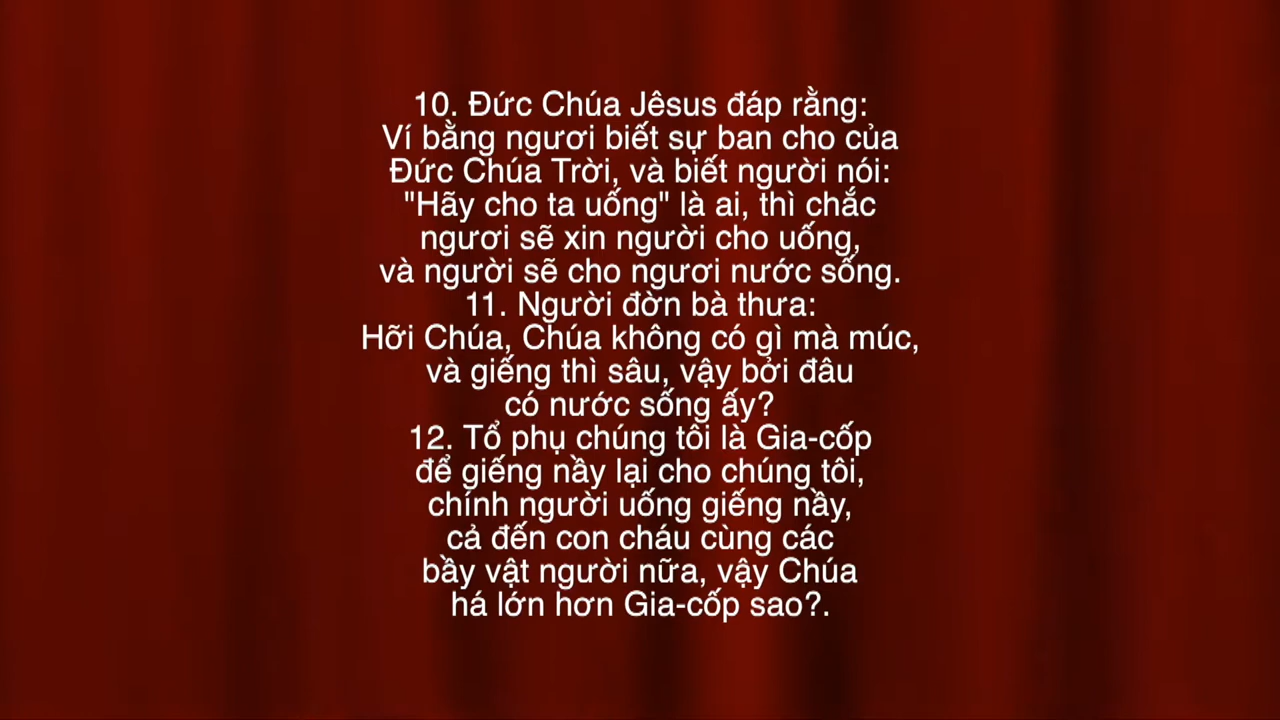 10. Đức Chúa Jêsus đáp rằng:
Ví bằng ngươi biết sự ban cho của
Đức Chúa Trời, và biết người nói:
"Hãy cho ta uống" là ai, thì chắc
ngươi sẽ xin người cho uống,
và người sẽ cho ngươi nước sống.
11. Người đờn bà thưa:
Hỡi Chúa, Chúa không có gì mà múc,
và giếng thì sâu, vậy bởi đâu
có nước sống ấy?
12. Tổ phụ chúng tôi là Gia-cốp
để giếng nầy lại cho chúng tôi,
chính người uống giếng nầy,
cả đến con cháu cùng các
bầy vật người nữa, vậy Chúa
há lớn hơn Gia-cốp sao?.